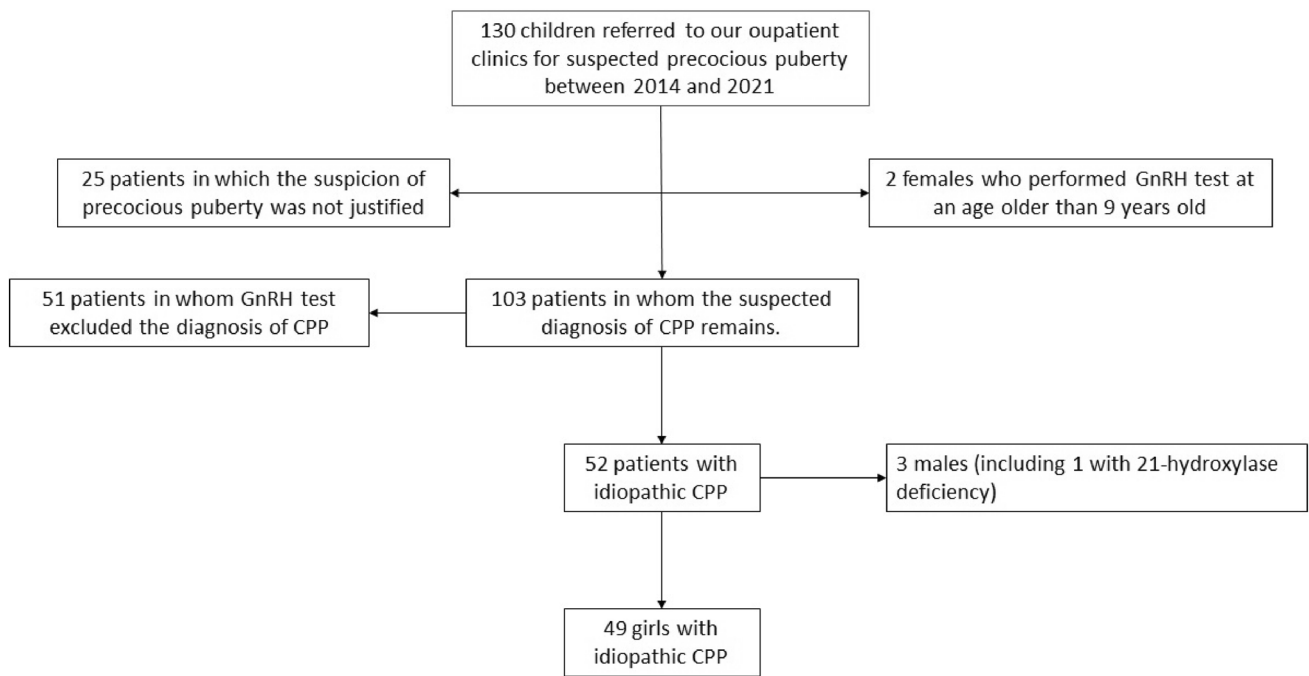 130 children referred to our oupatient
clinics for suspected precocious puberty
between 2014 and 2021
25 patients in which the suspicion of
precocious puberty was not justified
2 females who performed GnRH test at
an age older than 9 years old
51 patients in whom GnRH test
excluded the diagnosis of CPP
103 patients in whom the suspected
diagnosis of CPP remains.
52 patients with
idiopathic CPP
3 males (including 1 with 21-hydroxylase
deficiency)
49 girls with
idiopathic CPP